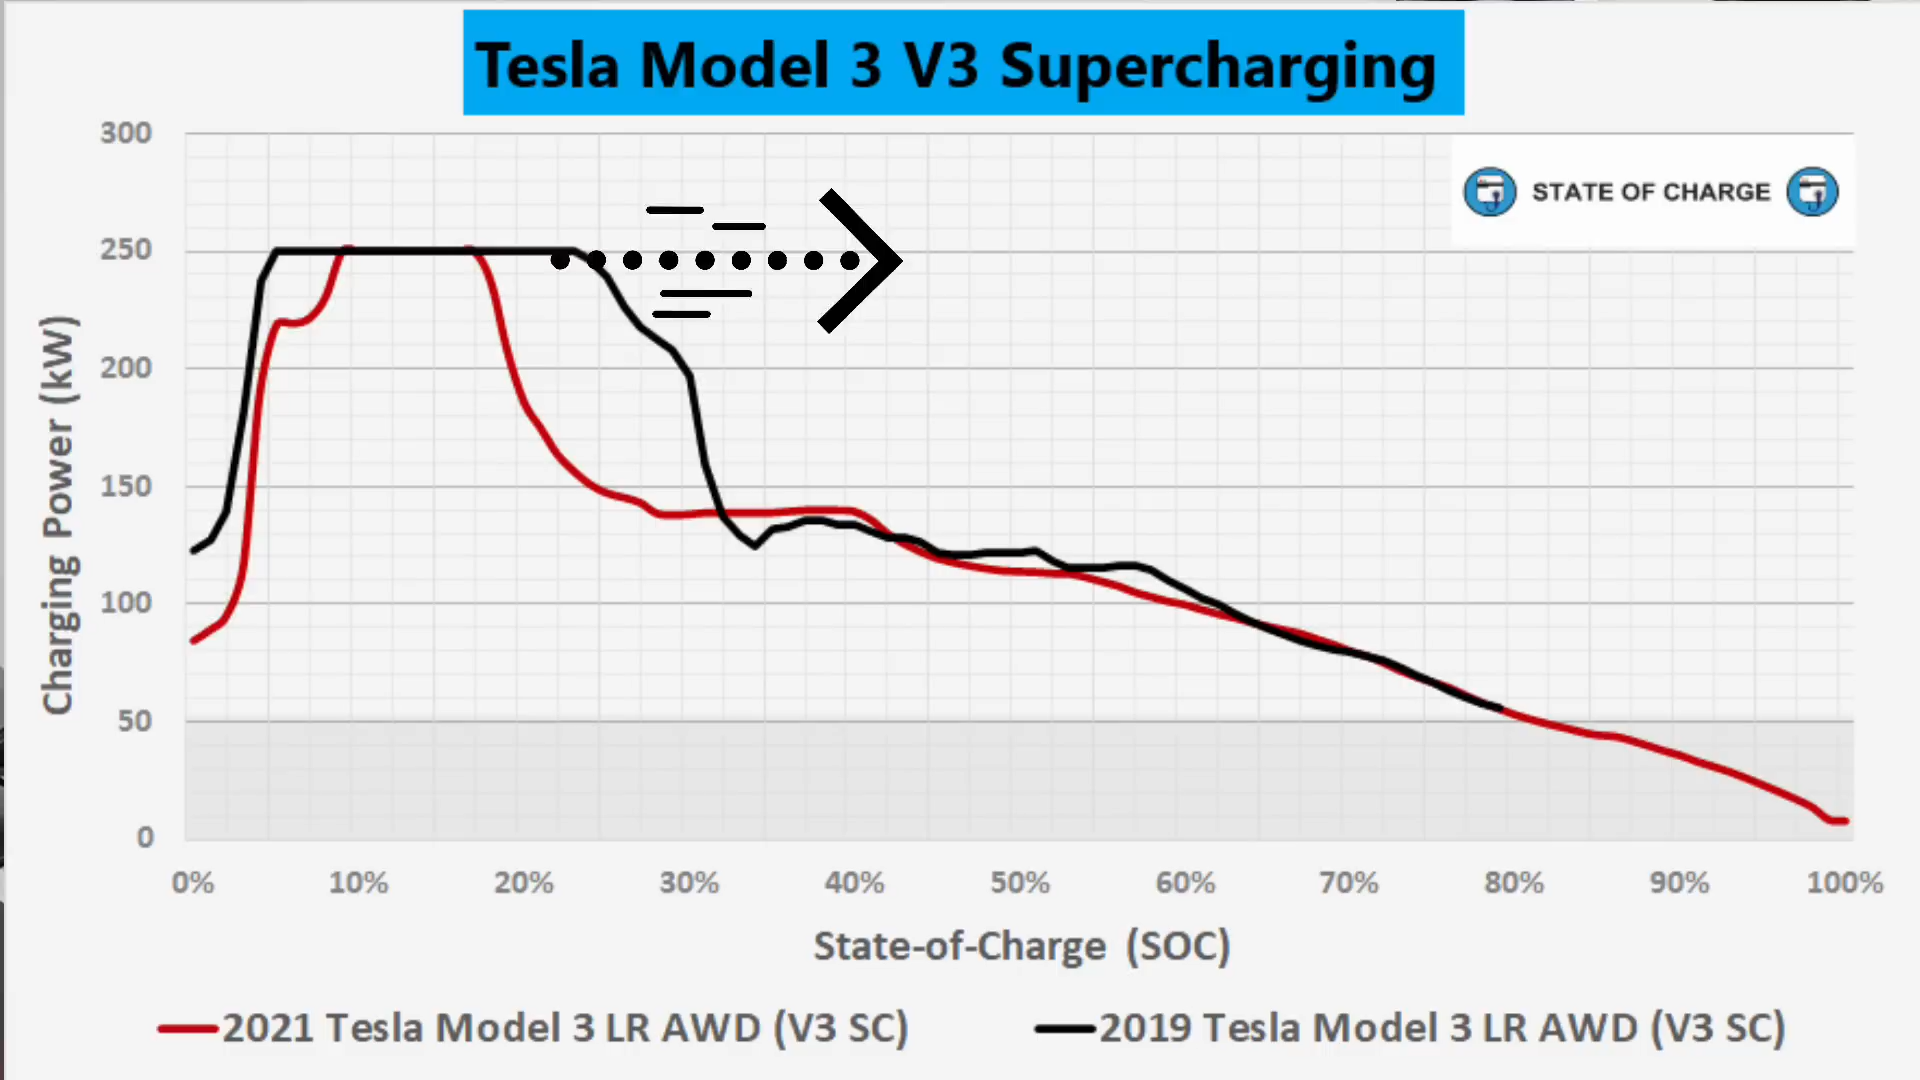 Tesla Model 3 V3 Supercharging
STATE OF CHARGE
Charging Power (kW)
300
250
200
150
100
50
0
0% 10% 20% 30% 40% 50% 60% 70% 80% 90% 100%
State-of-Charge (SOC)
2021 Tesla Model 3 LR AWD (V3 SC) 2019 Tesla Model 3 LR AWD (V3 SC)